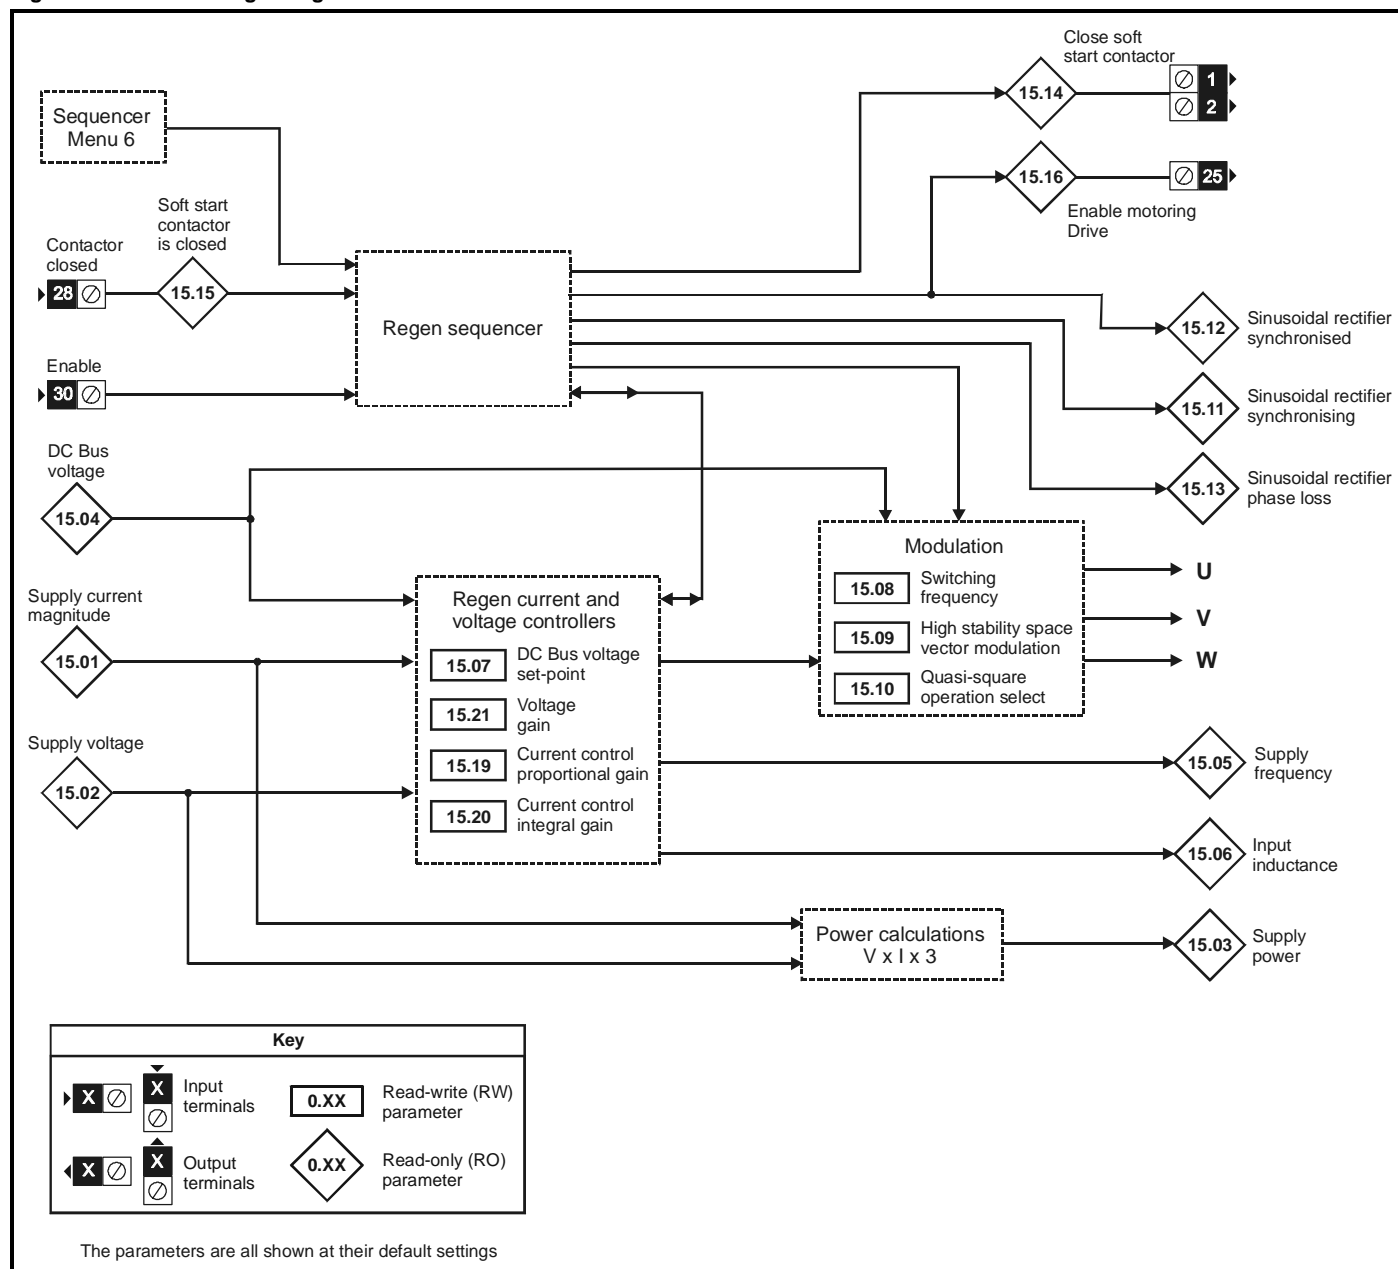 Close soft
start contactor
15.14
1
2
Sequencer
Menu 6
15.16
25
Enable motoring
Drive
Soft start
contactor
is closed
Contactor
closed
28
15.15
Regen sequencer
15.12
Sinusoidal rectifier
synchronised
Enable
30
15.11
Sinusoidal rectifier
synchronising
DC Bus
voltage
15.04
15.13
Sinusoidal rectifier
phase loss
Modulation
15.08
Switching
frequency
15.09
High stability space
vector modulation
15.10
Quasi-square
operation select
U
V
W
Supply current
magnitude
15.01
Regen current and
voltage controllers
15.07
DC Bus voltage
set-point
15.21
Voltage
gain
15.19
Current control
proportional gain
15.20
Current control
integral gain
Supply voltage
15.02
15.05
Supply
frequency
15.06
Input
inductance
Power calculations
V x I x 3
15.03
Supply
power
Key
X
X
Input
terminals
0.XX
Read-write (RW)
parameter
X
X
Output
terminals
0.XX
Read-only (RO)
parameter
The parameters are all shown at their default settings